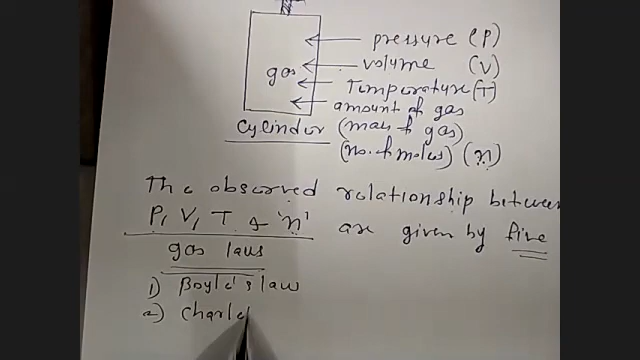 pressure (P)
gas
volume (V)
Temperature (T)
amount of gas
Cylindor
(mass of gas)
(no. of moles) (n)
The observed relationship between
P, V, T & 'n' are given by five
gas laws
1) Boyle's law
2) Charle